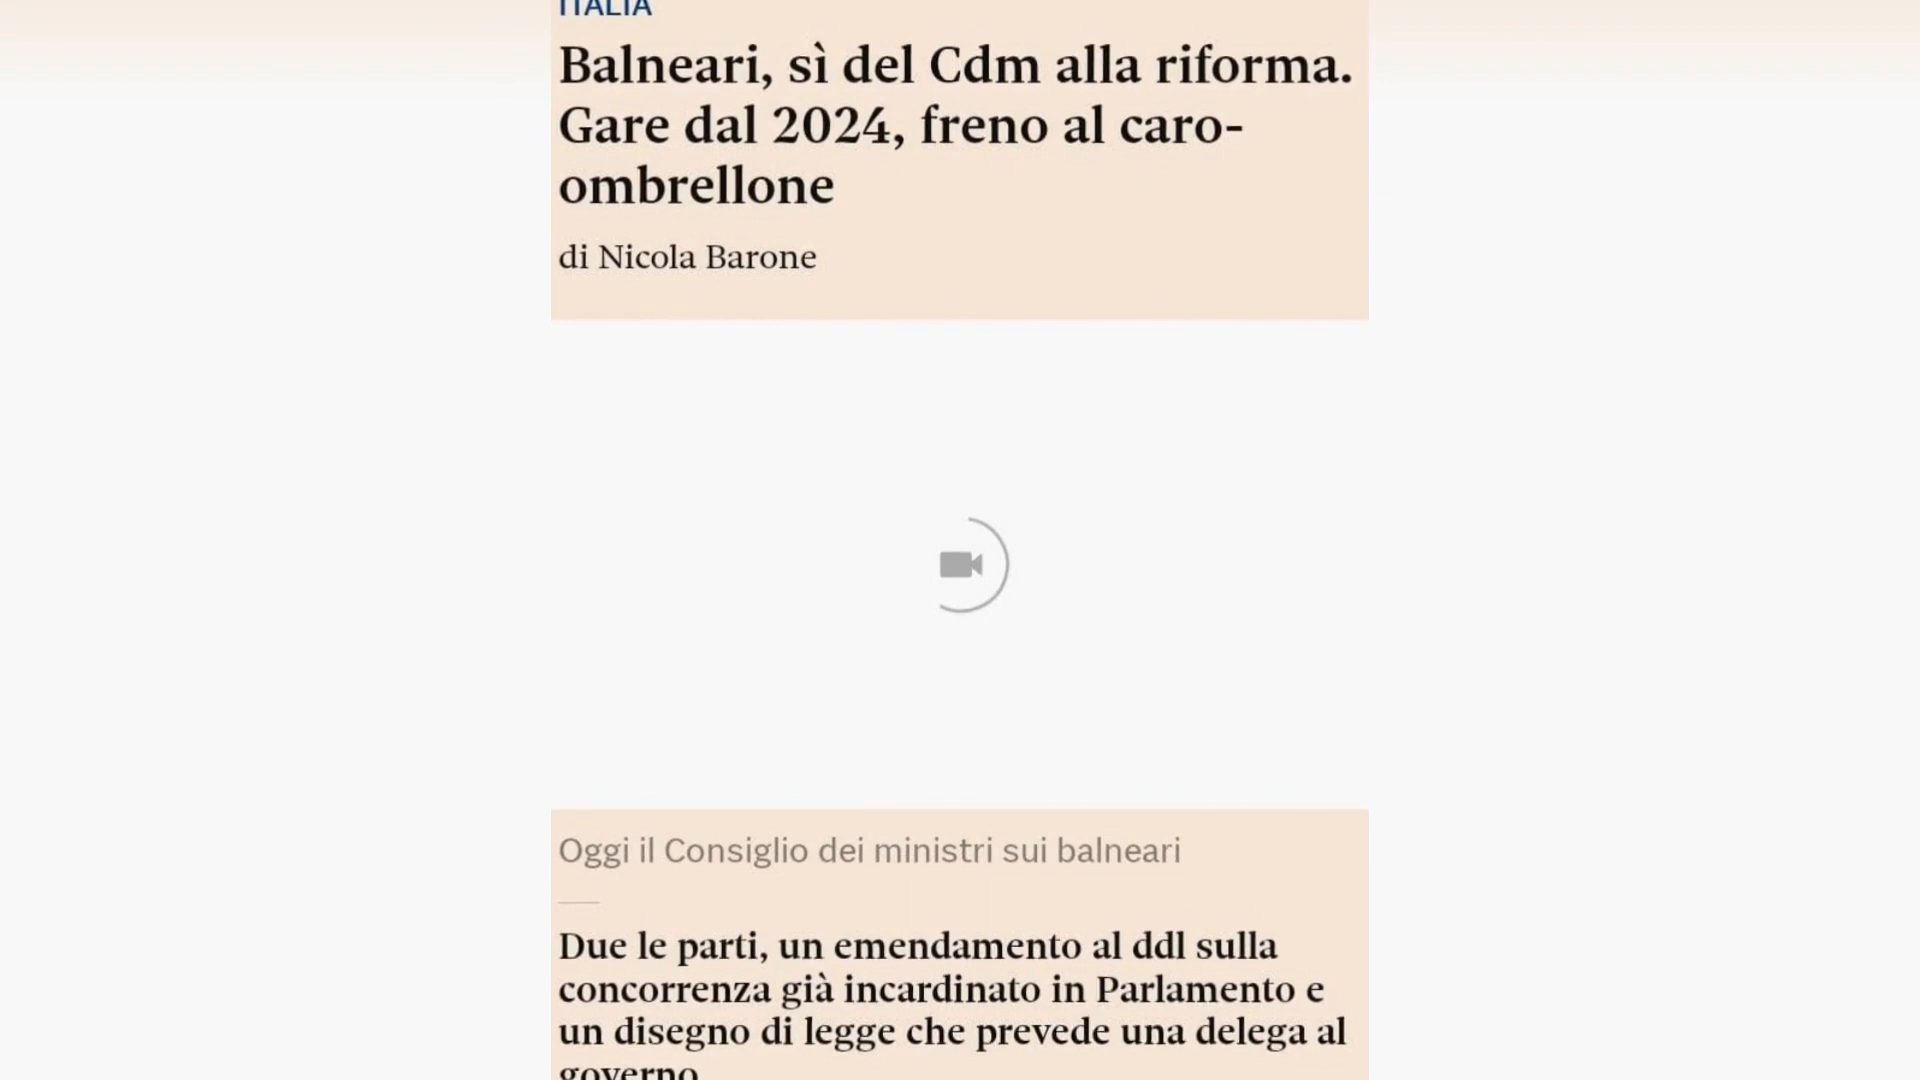 ITALIA
Balneari, sì del Cdm alla riforma.
Gare dal 2024, freno al caro-
ombrellone
di Nicola Barone
Oggi il Consiglio dei ministri sui balneari
Due le parti, un emendamento al ddl sulla
concorrenza già incardinato in Parlamento e
un disegno di legge che prevede una delega al
governo